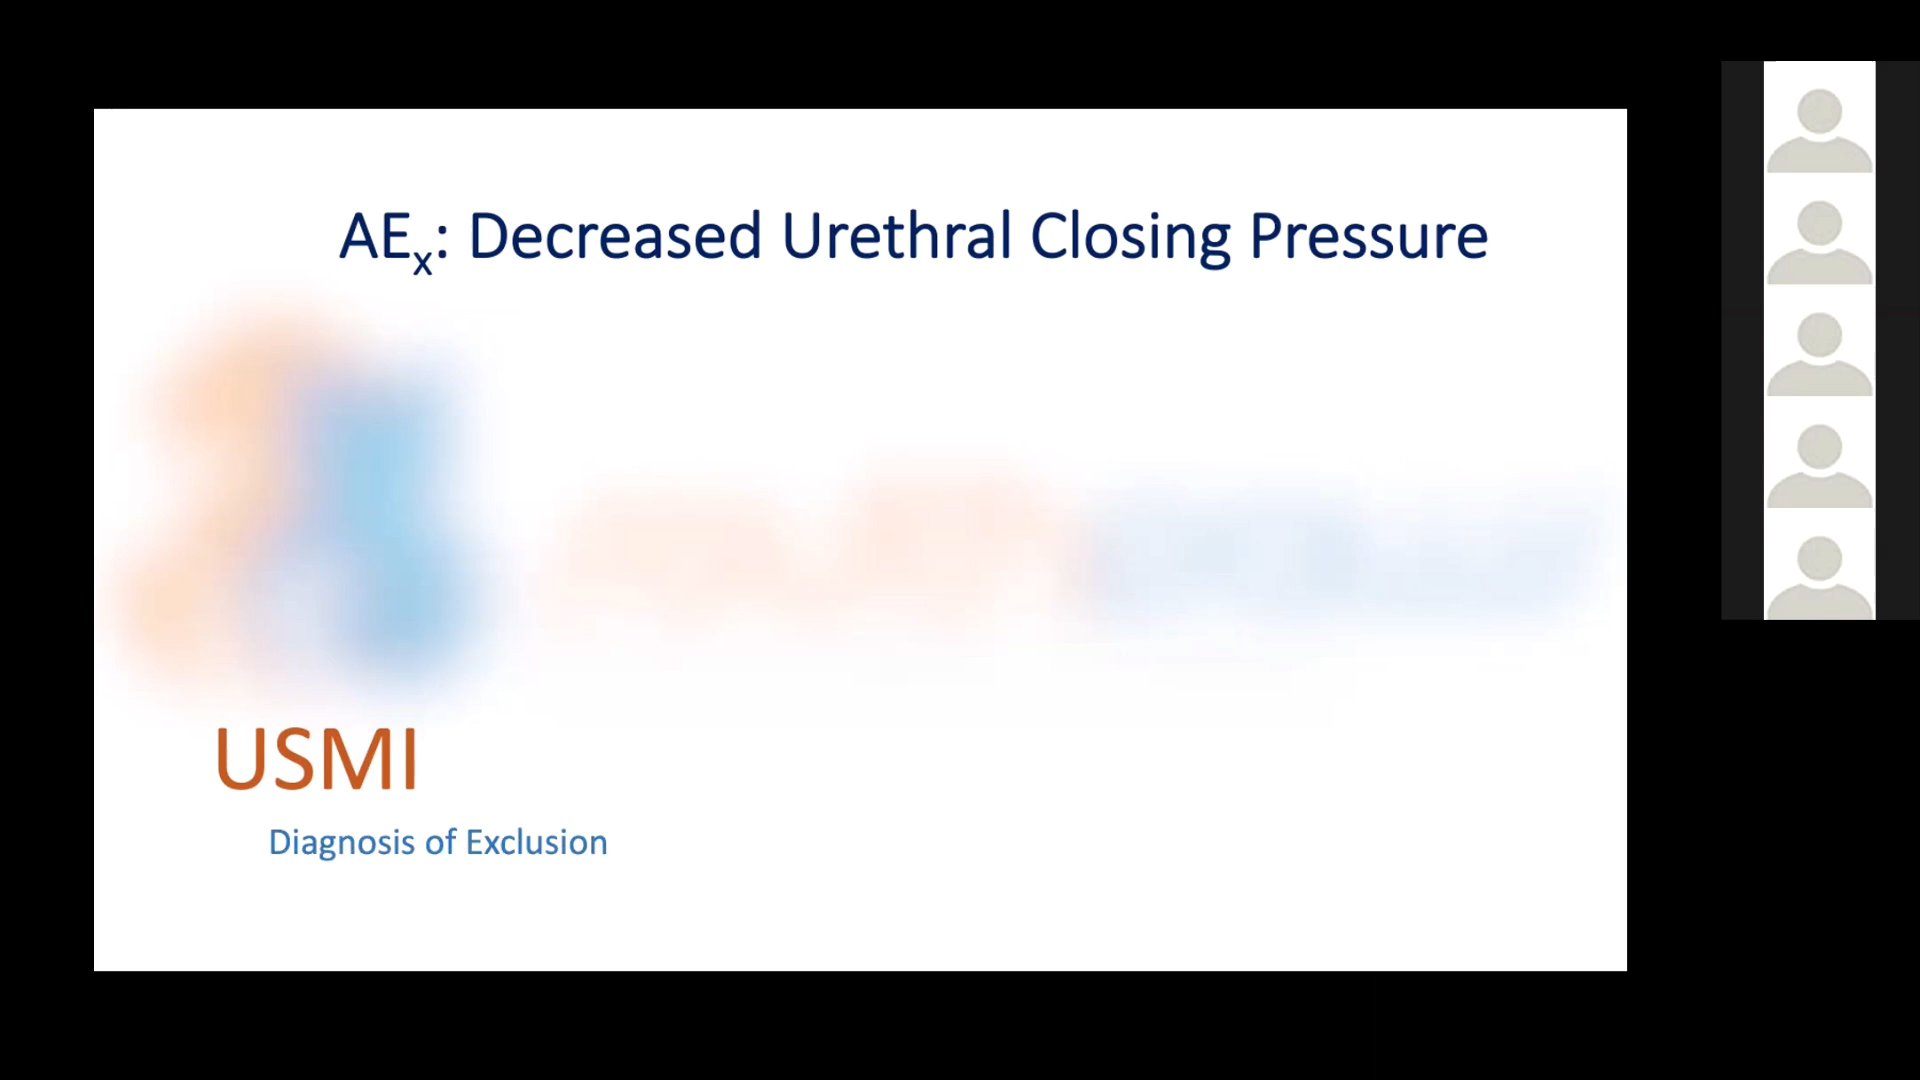 AEₓ: Decreased Urethral Closing Pressure
USMI
Diagnosis of Exclusion